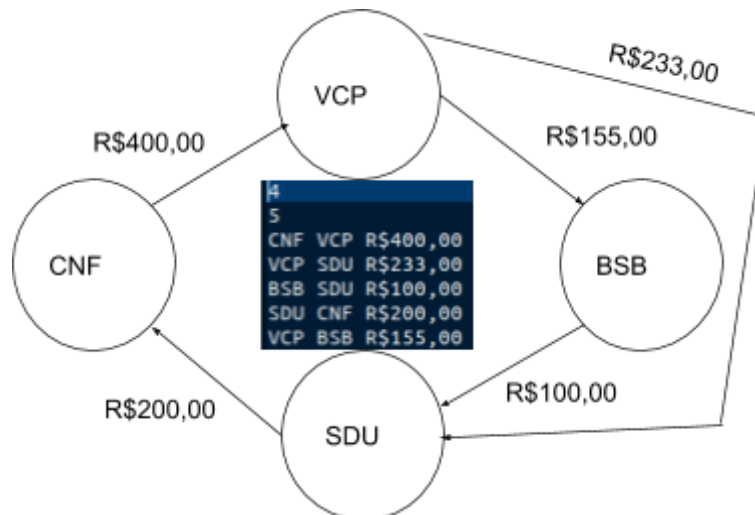 R$233,00
VCP
R$400,00
R$155,00
4
5
CNF VCP R$400,00
VCP SDU R$233,00
BSB SDU R$100,00
SDU CNF R$200,00
VCP BSB R$155,00
CNF
BSB
R$200,00
R$100,00
SDU